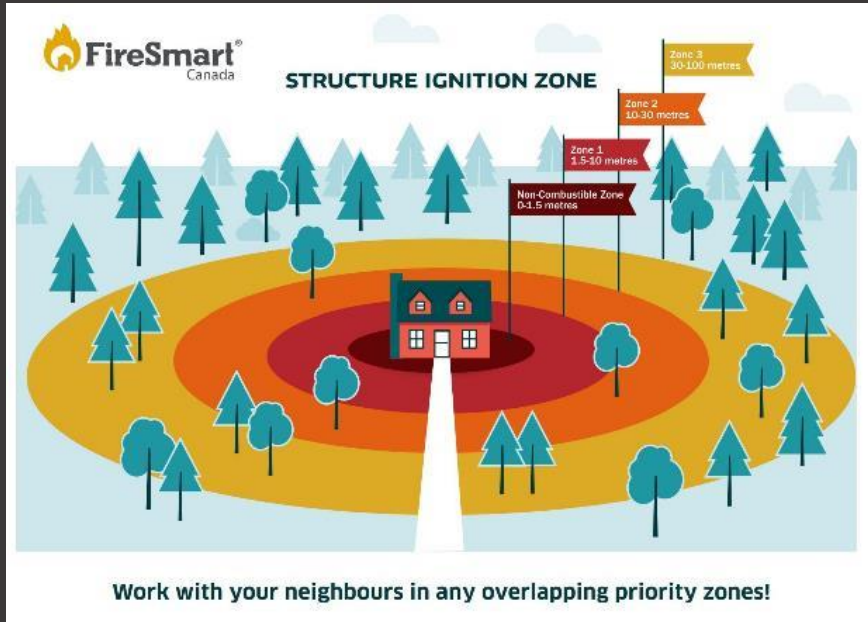 FireSmart®
Canada
STRUCTURE IGNITION ZONE
Zone 3
30-100 metres
Zone 2
10-30 metres
Zone 1
1.5-10 metres
Non-Combustible Zone
0-1.5 metres
Work with your neighbours in any overlapping priority zones!